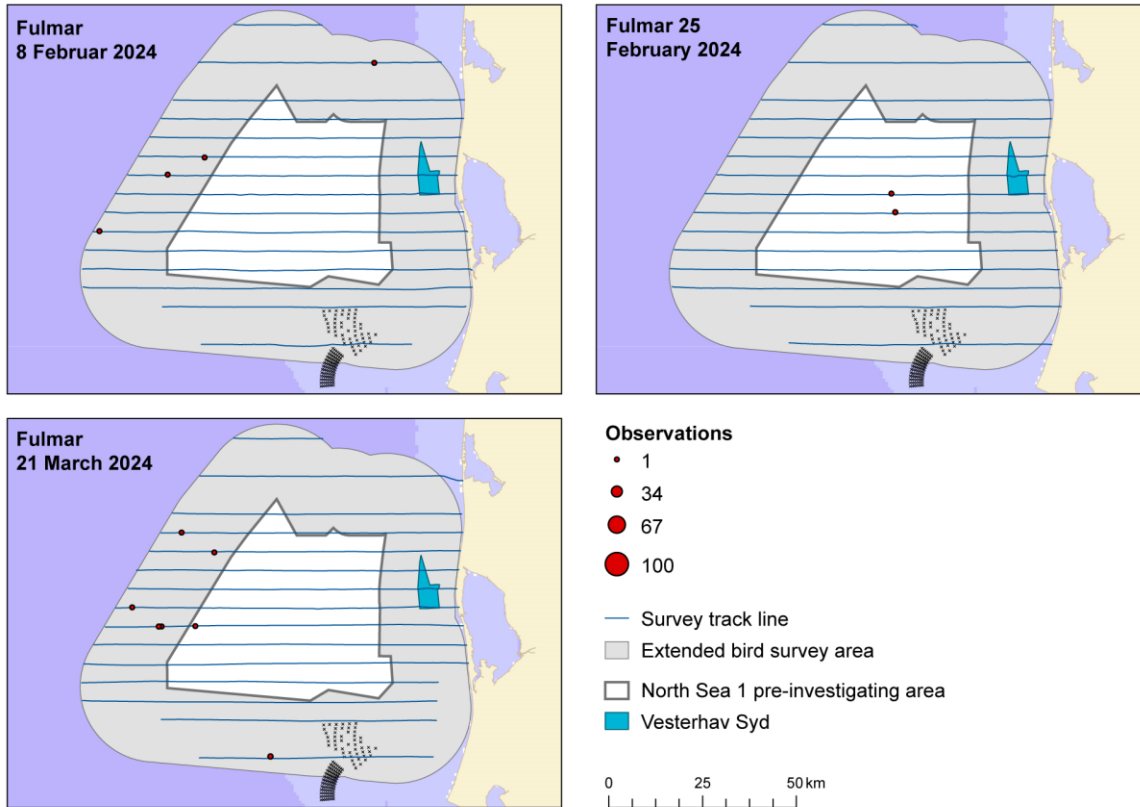 Fulmar
8 Februar 2024
Fulmar 25
February 2024
Fulmar
21 March 2024
Observations
1
34
67
100
Survey track line
Extended bird survey area
North Sea 1 pre-investigating area
Vesterhav Syd
0 25 50 km